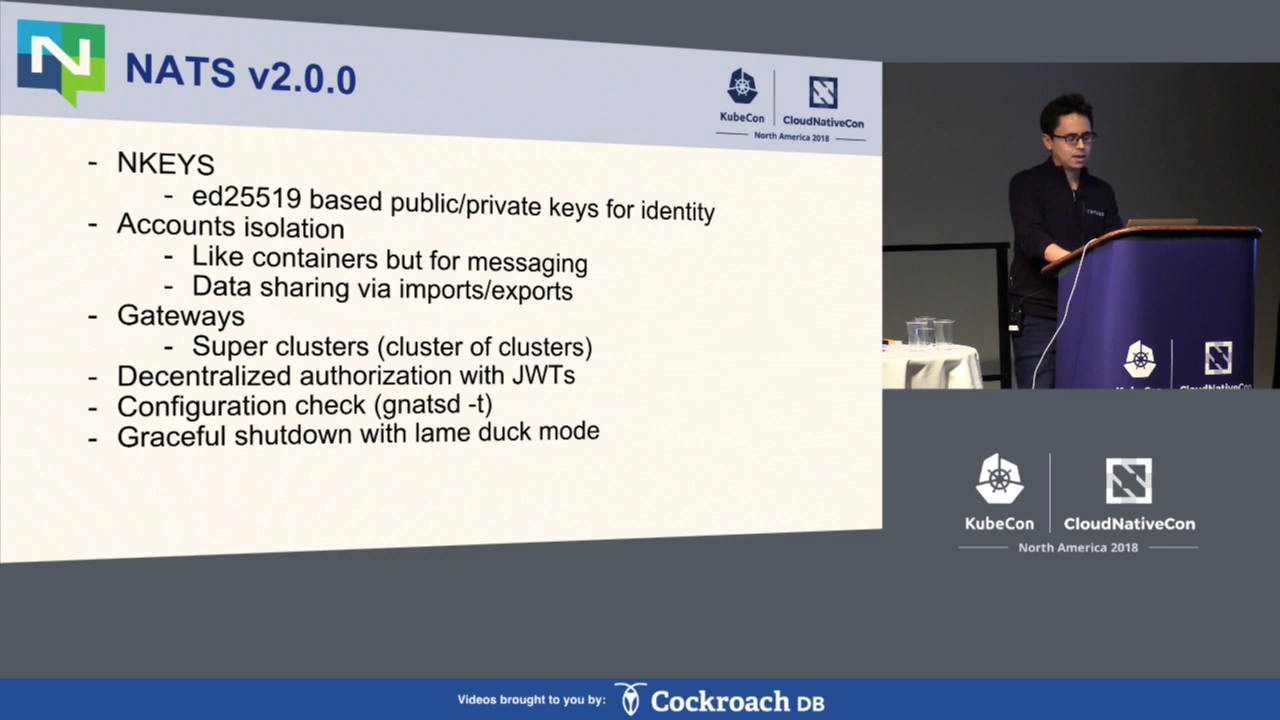 N
NATS v2.0.0
KubeCon
CloudNativeCon
North America 2018
- NKEYS
- ed25519 based public/private keys for identity
- Accounts isolation
- Like containers but for messaging
- Data sharing via imports/exports
- Gateways
- Super clusters (cluster of clusters)
- Decentralized authorization with JWTs
- Configuration check (gnatsd -t)
- Graceful shutdown with lame duck mode
KubeCon
CloudNativeCon
KubeCon
CloudNativeCon
North America 2018
Videos brought to you by:
Cockroach DB